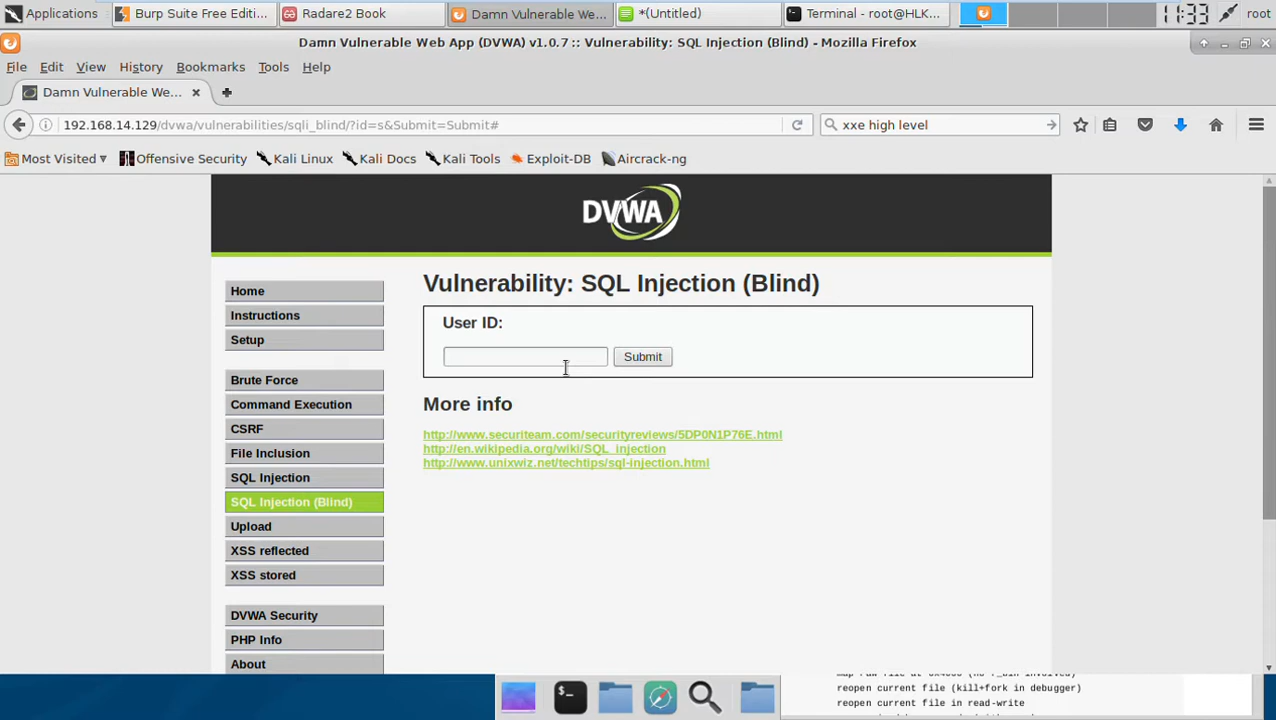 Applications
Burp Suite Free Editi...
Radare2 Book
Damn Vulnerable We...
*(Untitled)
Terminal - root@HLK...
11:33
root
Damn Vulnerable Web App (DVWA) v1.0.7 :: Vulnerability: SQL Injection (Blind) - Mozilla Firefox
File Edit View History Bookmarks Tools Help
Damn Vulnerable We...
192.168.14.129/dvwa/vulnerabilities/sqli_blind/?id=s&Submit=Submit#
xxe high level
Most Visited
Offensive Security
Kali Linux
Kali Docs
Kali Tools
Exploit-DB
Aircrack-ng
DVWA
Home
Instructions
Setup
Brute Force
Command Execution
CSRF
File Inclusion
SQL Injection
SQL Injection (Blind)
Upload
XSS reflected
XSS stored
DVWA Security
PHP Info
About
Vulnerability: SQL Injection (Blind)
User ID:
Submit
More info
http://www.securiteam.com/securityreviews/5DP0N1P76E.html
http://en.wikipedia.org/wiki/SQL_injection
http://www.unixwiz.net/techtips/sql-injection.html
reopen current file (kill+fork in debugger)
reopen current file in read-write